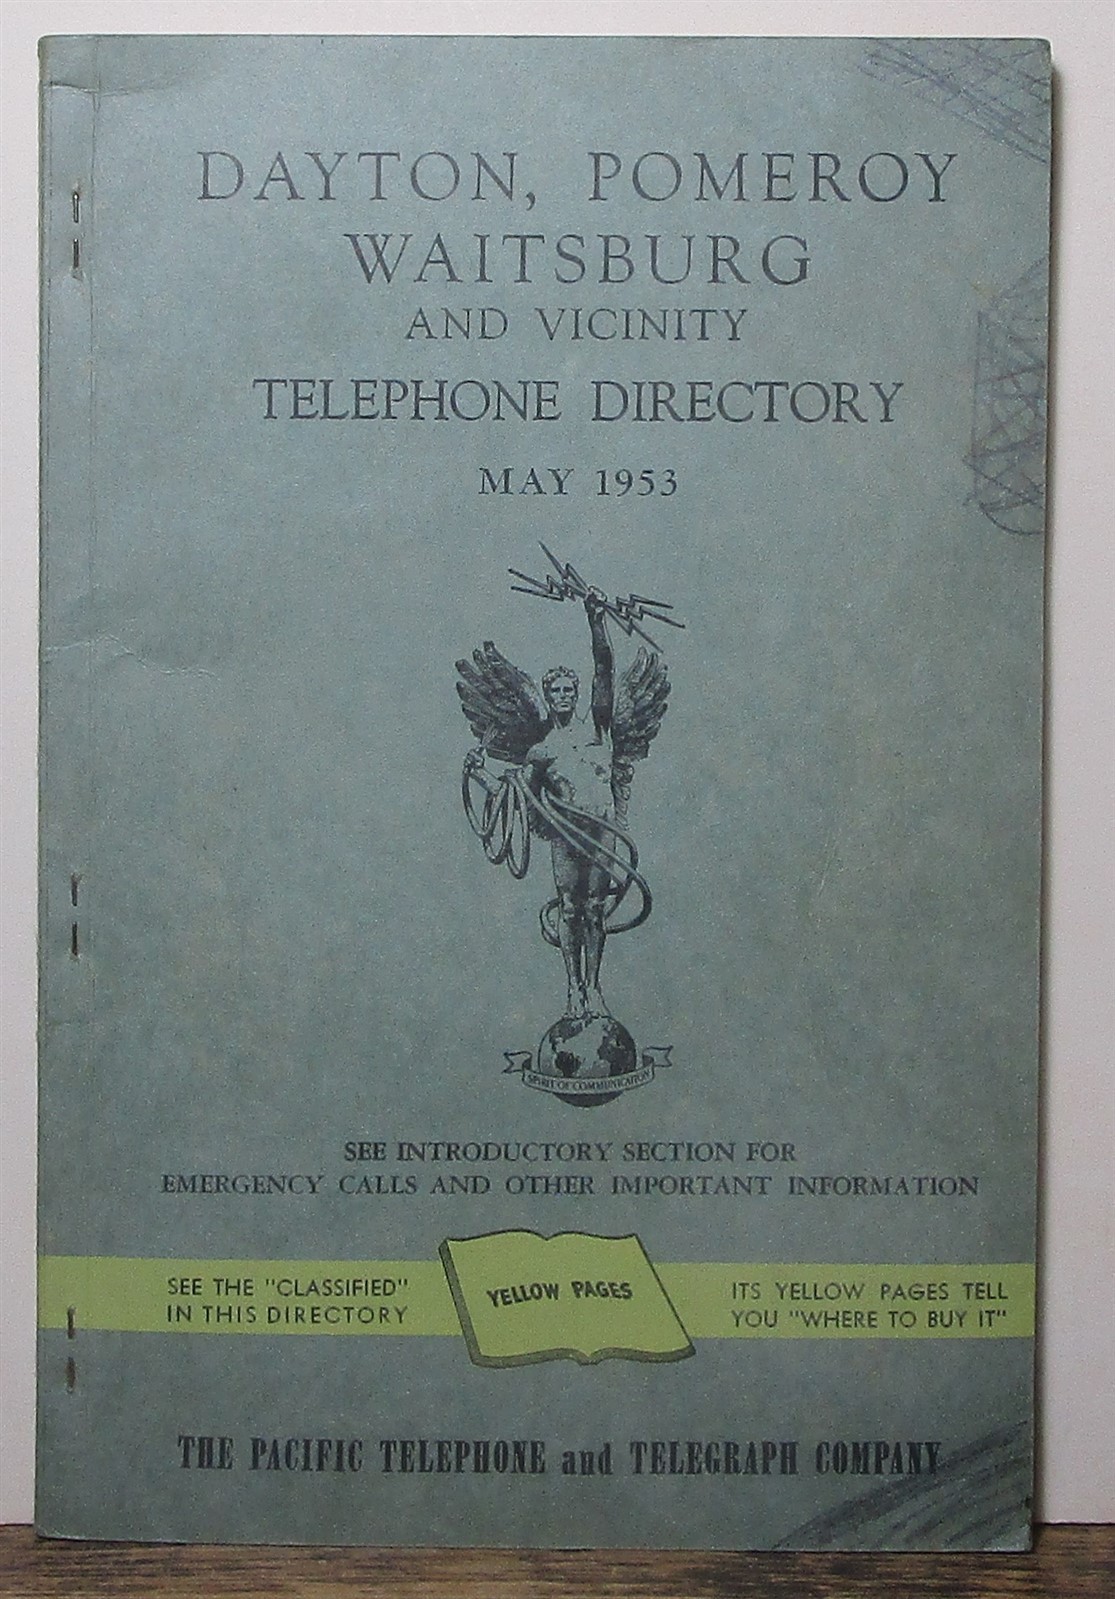 DAYTON, POMEROY
WAITSBURG
AND VICINITY
TELEPHONE DIRECTORY
MAY 1953
SPIRIT OF COMMUNICATION
SEE INTRODUCTORY SECTION FOR
EMERGENCY CALLS AND OTHER IMPORTANT INFORMATION
SEE THE "CLASSIFIED"
IN THIS DIRECTORY
YELLOW PAGES
ITS YELLOW PAGES TELL
YOU "WHERE TO BUY IT"
THE PACIFIC TELEPHONE and TELEGRAPH COMPANY